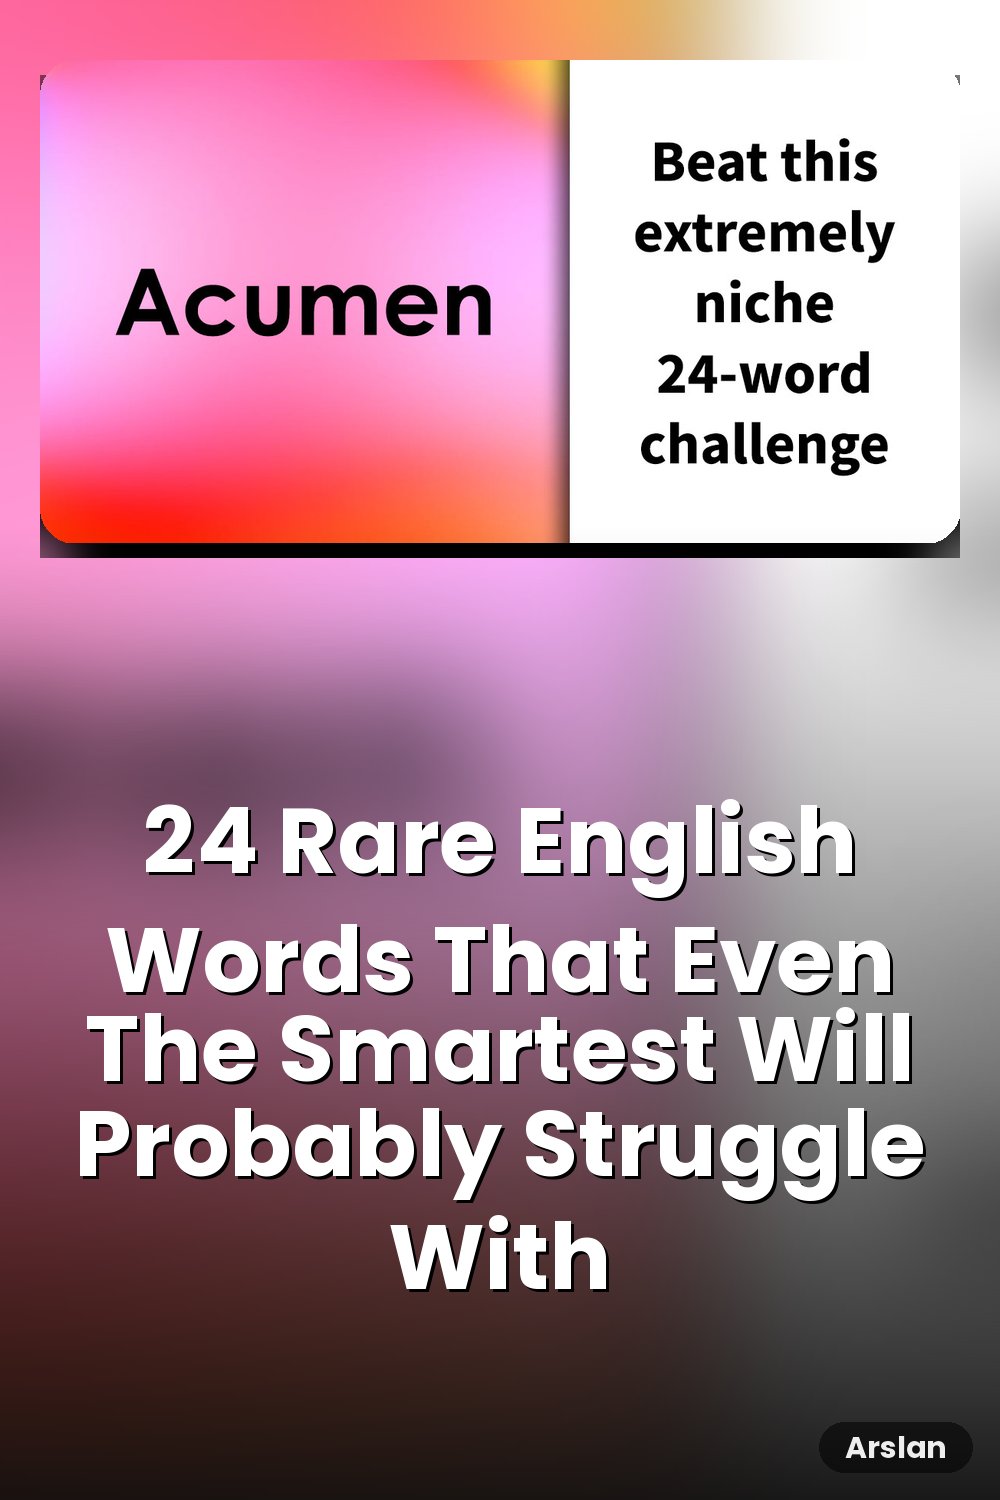 Acumen
Beat this
extremely
niche
24-word
challenge
24 Rare English
Words That Even
The Smartest Will
Probably Struggle
With
Arslan